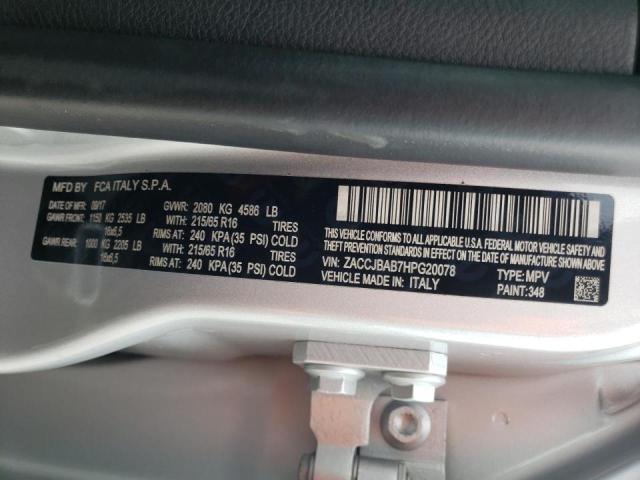 MFD BY FCA ITALY S.P.A.
DATE OF MFR: 09/17 GVWR: 2080 KG 4586 LB
GAWR FRONT: 1150 KG 2535 LB WITH: 215/65 R16 TIRES
16x6,5 RIMS AT: 240 KPA(35 PSI) COLD
GAWR REAR: 1000 KG 2205 LB WITH: 215/65 R16 TIRES
16x6,5 RIMS AT: 240 KPA(35 PSI) COLD
THIS VEHICLE CONFORMS TO ALL APPLICABLE U.S.A. FEDERAL MOTOR VEHICLE SAFETY AND
THEFT PREVENTION STANDARDS IN EFFECT ON THE DATE OF MANUFACTURE SHOWN ABOVE.
VIN: ZACCJBAB7HPG20078 TYPE: MPV
VEHICLE MADE IN: ITALY PAINT: 348